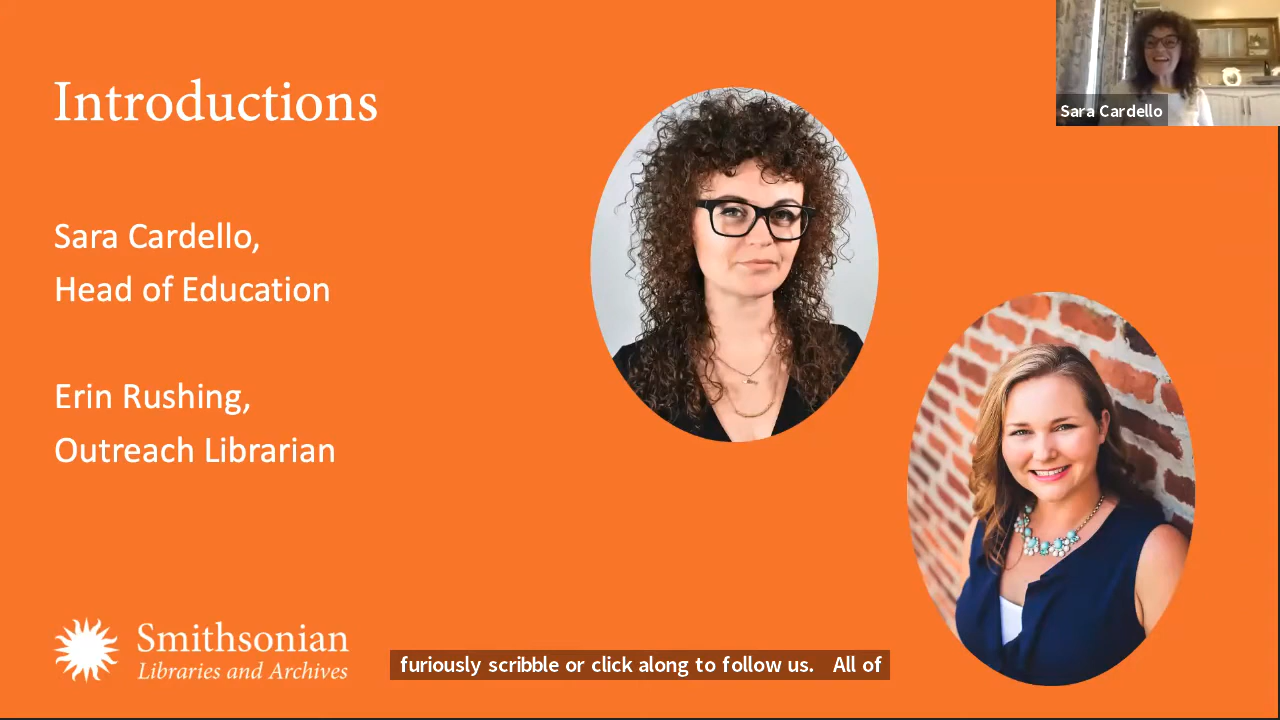 Introductions
Sara Cardello
Sara Cardello,
Head of Education
Erin Rushing,
Outreach Librarian
Smithsonian
Libraries and Archives
furiously scribble or click along to follow us. All of